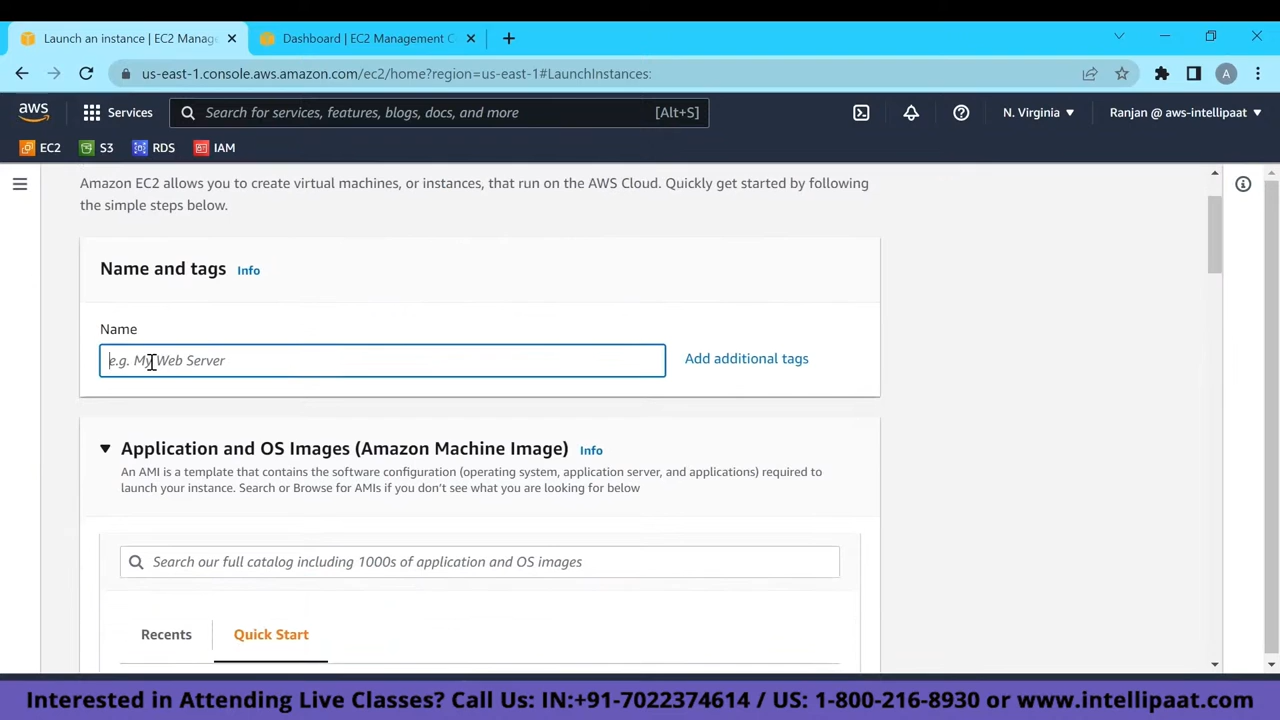 Launch an instance | EC2 Manag
Dashboard | EC2 Management C
us-east-1.console.aws.amazon.com/ec2/home?region=us-east-1#LaunchInstances:
A
aws
Services
Search for services, features, blogs, docs, and more
[Alt+S]
N. Virginia
Ranjan @ aws-intellipaat
EC2
S3
RDS
IAM
Amazon EC2 allows you to create virtual machines, or instances, that run on the AWS Cloud. Quickly get started by following
the simple steps below.
Name and tags Info
Name
e.g. My Web Server
Add additional tags
Application and OS Images (Amazon Machine Image) Info
An AMI is a template that contains the software configuration (operating system, application server, and applications) required to
launch your instance. Search or Browse for AMIs if you don't see what you are looking for below
Search our full catalog including 1000s of application and OS images
Recents
Quick Start
Interested in Attending Live Classes? Call Us: IN:+91-7022374614 / US: 1-800-216-8930 or www.intellipaat.com